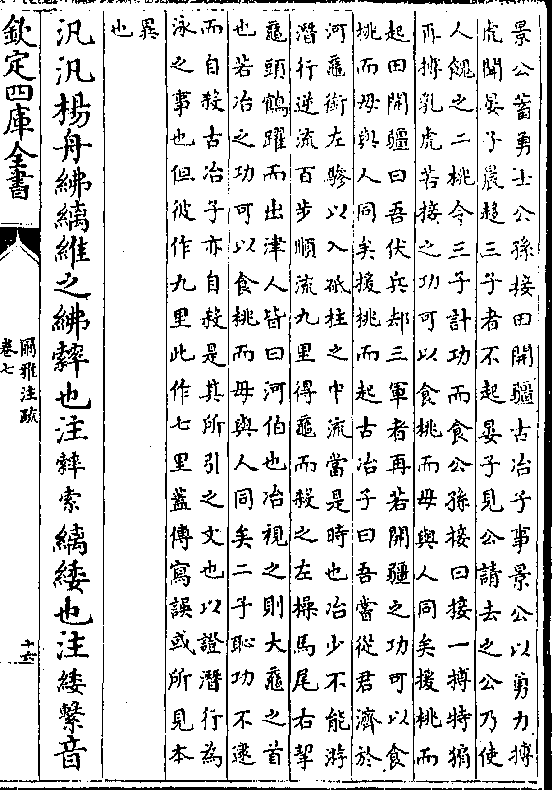 景公蓄勇士公孫接田開疆古冶子事景公以勇力搏
虎聞晏子晨趨三子者不起晏子見公請去之公乃使
人餽之二桃令三子計功而食公孫接曰接一搏特猏
再搏乳虎若接之功可以食桃而毋與人同矣援桃而
起田開疆曰吾伏兵却三軍者再若開疆之功可以食
桃而毋與人同矣援桃而起古冶子曰吾嘗從君濟於
河黿銜左驂以入砥柱之中流當是時也冶少不能游
潛行逆流百步順流九里得黿而殺之左操馬尾右挈
黿頭鶴躍而出津人皆曰河伯也冶視之則大黿之首
也若冶之功可以食桃而毋與人同矣二子恥功不逮
而自殺古冶子亦自殺是其所引之文也以證潛行為
泳之事也但彼作九里此作七里蓋傳寫誤或所見本
異也
汎汎楊舟紼縭維之紼䋫也注䋫索縭緌也注緌繫音
欽定四庫全書
爾雅注疏
卷七
十六